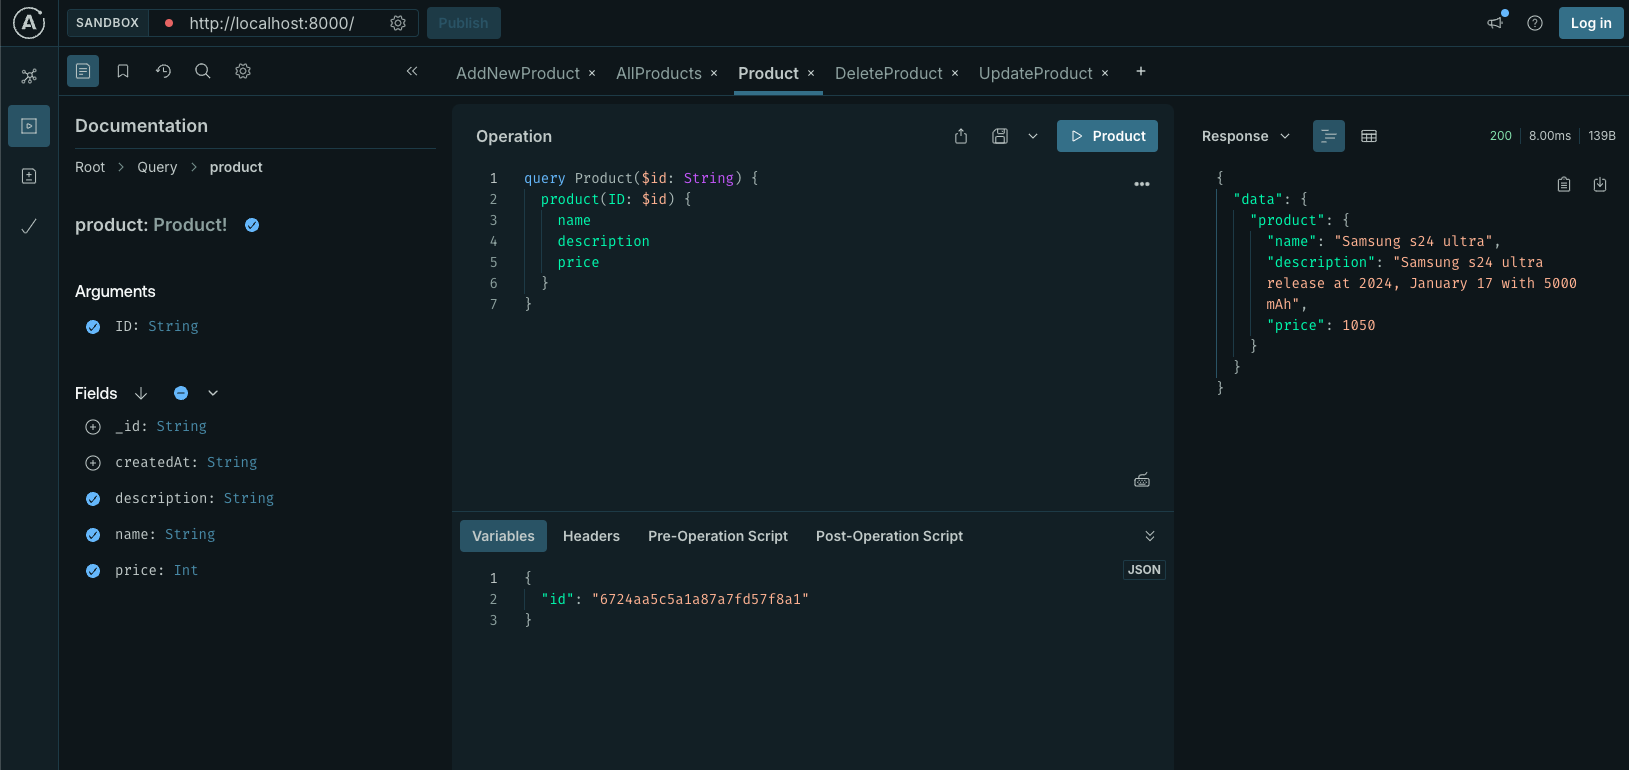 SANDBOX http://localhost:8000/ Publish Log in
AddNewProduct × AllProducts × Product × DeleteProduct × UpdateProduct × +
Documentation
Root > Query > product
product: Product!
Arguments
ID: String
Fields
_id: String
createdAt: String
description: String
name: String
price: Int
Operation
Product
1 query Product($id: String) {
2 product(ID: $id) {
3 name
4 description
5 price
6 }
7 }
Variables Headers Pre-Operation Script Post-Operation Script
JSON
1 {
2 "id": "6724aa5c5a1a87a7fd57f8a1"
3 }
Response 200 8.00ms 139B
{
"data": {
"product": {
"name": "Samsung s24 ultra",
"description": "Samsung s24 ultra
release at 2024, January 17 with 5000
mAh",
"price": 1050
}
}
}